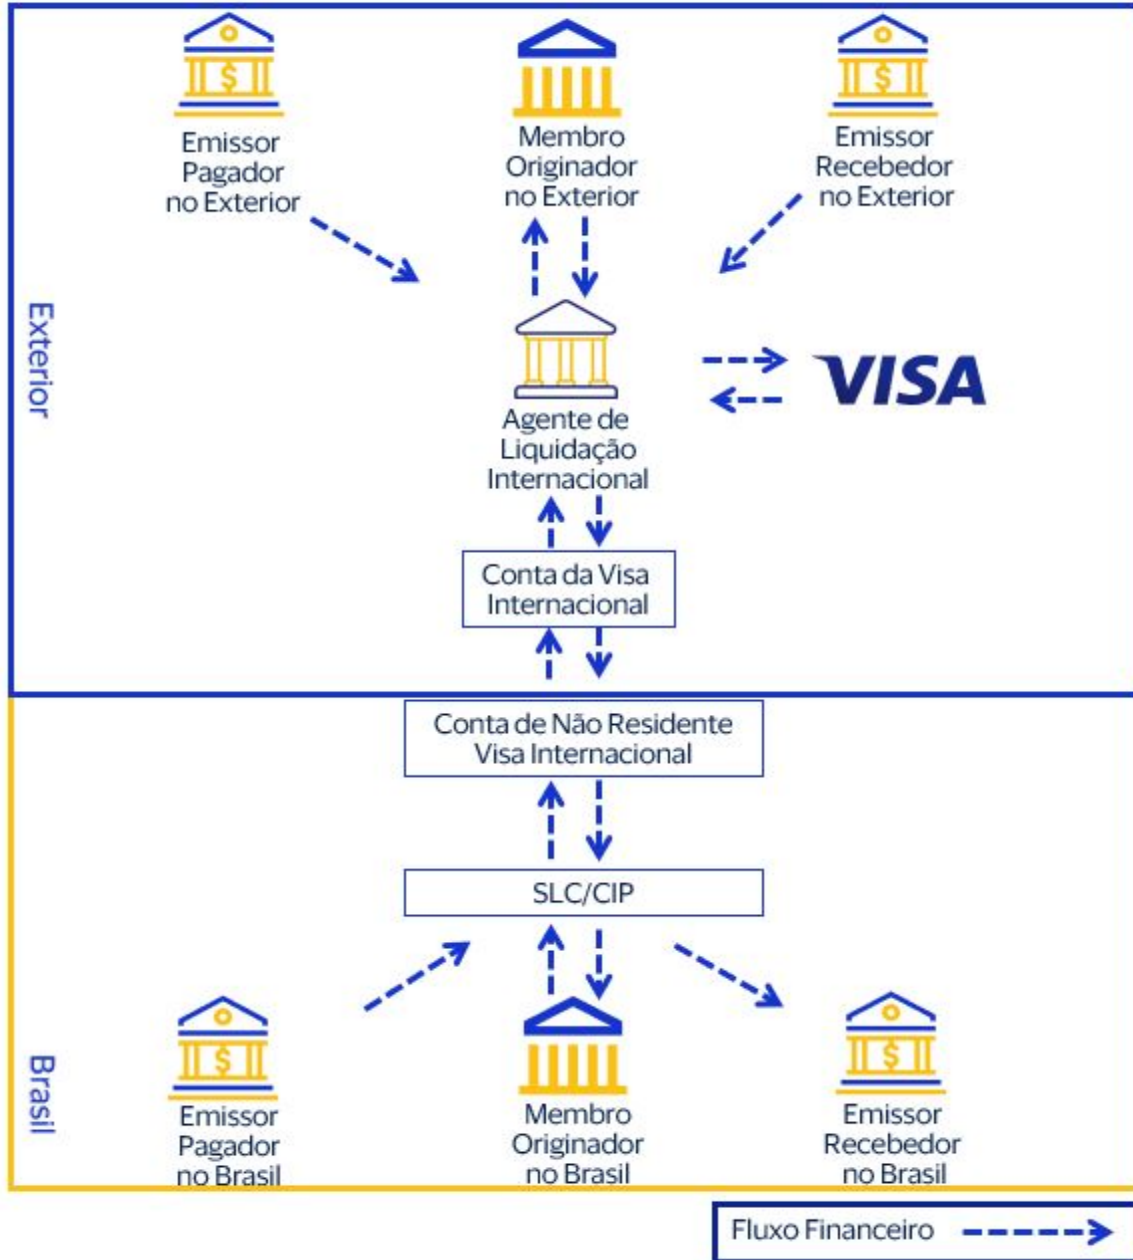 Emissor
Pagador
no Exterior
Membro
Originador
no Exterior
Emissor
Recebedor
no Exterior
Exterior
VISA
Agente de
Liquidação
Internacional
Conta da Visa
Internacional
Conta de Não Residente
Visa Internacional
SLC/CIP
Brasil
Emissor
Pagador
no Brasil
Membro
Originador
no Brasil
Emissor
Recebedor
no Brasil
Fluxo Financeiro